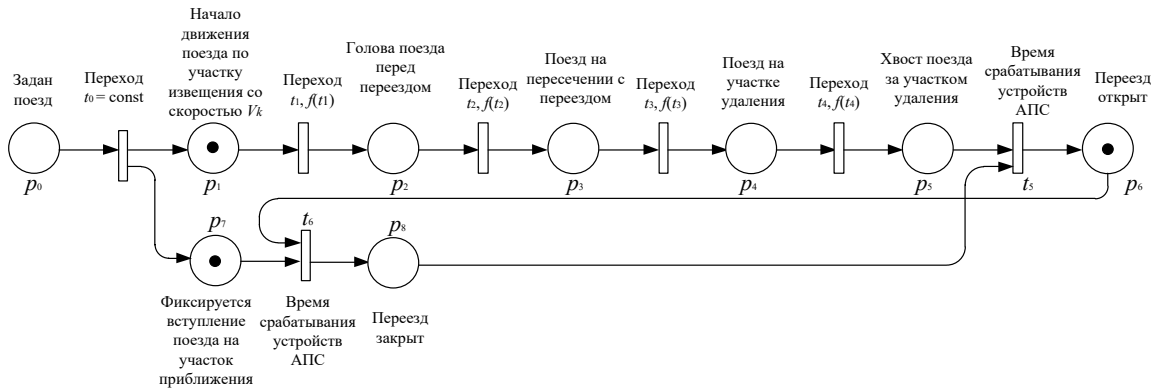 Задан
поезд
p0
Переход
t0 = const
Начало
движения
поезда по
участку
извещения со
скоростью Vk
p1
Переход
t1, f(t1)
Голова поезда
перед
переездом
p2
Переход
t2, f(t2)
Поезд на
пересечении с
переездом
p3
Переход
t3, f(t3)
Поезд на
участке
удаления
p4
Переход
t4, f(t4)
Хвост поезда
за участком
удаления
p5
Время
срабатывания
устройств
АПС
t5
Переезд
открыт
p6
p7
Фиксируется
вступление
поезда на
участок
приближения
t6
Время
срабатывания
устройств
АПС
p8
Переезд
закрыт